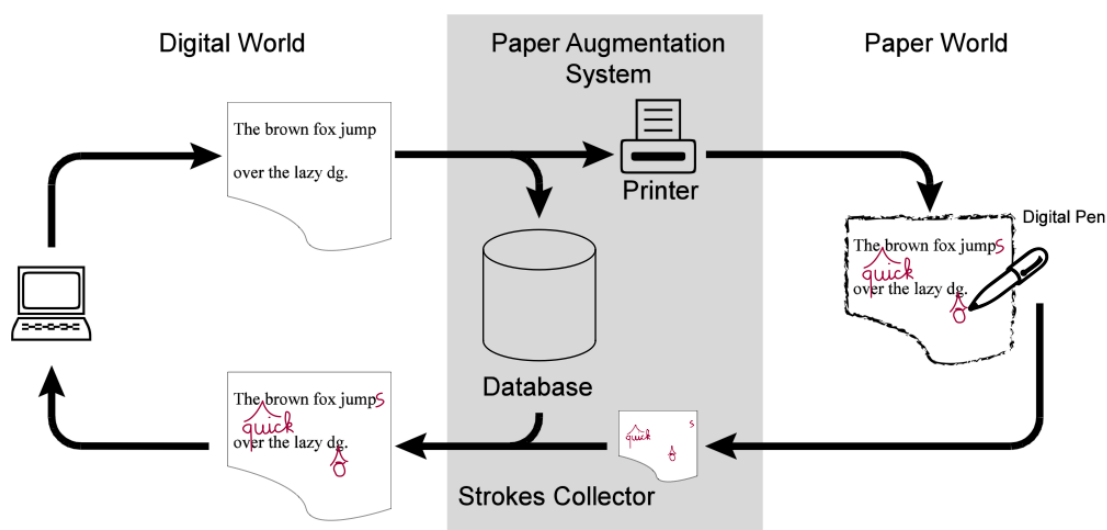 Digital World
Paper Augmentation
System
Paper World
The brown fox jump
over the lazy dg.
Printer
Digital Pen
The brown fox jumps
quick
over the lazy dg.
o
Database
The brown fox jumps
quick
over the lazy dg.
o
s
quick
o
Strokes Collector